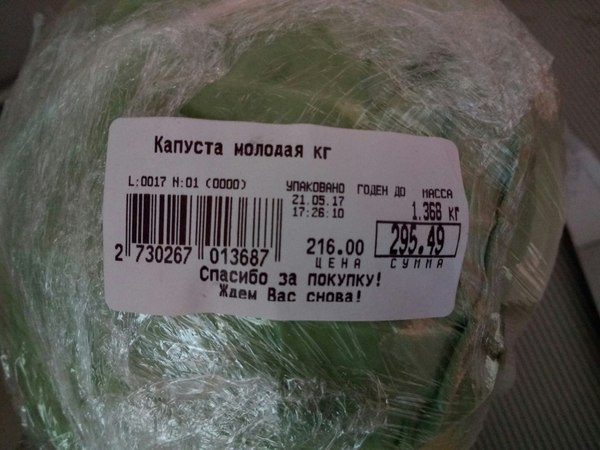 Капуста молодая кг
L:0017 N:01 (0000) УПАКОВАНО ГОДЕН ДО МАССА
21.05.17
17:26:10 1.368 кг
216.00 295.49
ЦЕНА СУММА
2 730267 013687
Спасибо за покупку!
Ждем Вас снова!